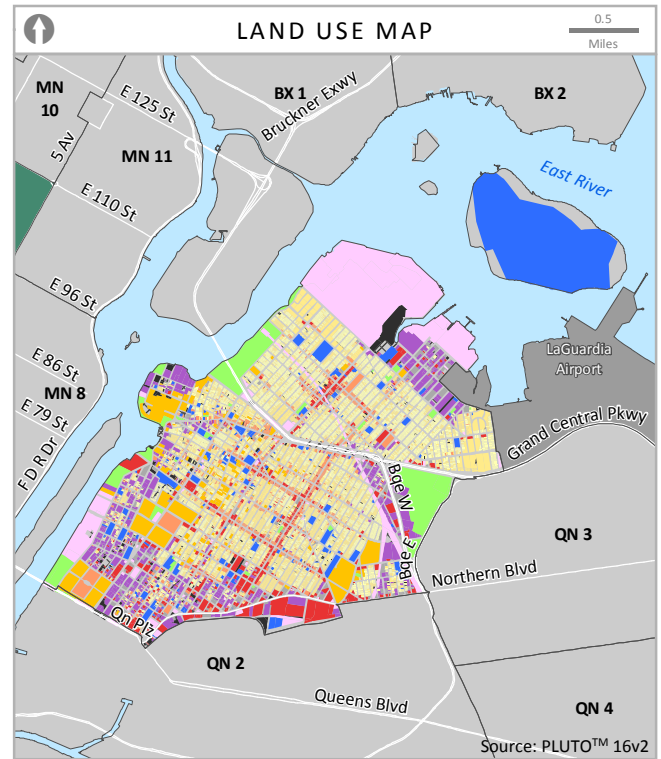 LAND USE MAP
0.5
Miles
MN
10
BX 1
BX 2
E 125 St
Bruckner Exwy
5 Av
MN 11
East River
E 110 St
E 96 St
LaGuardia
Airport
E 86 St
MN 8
E 79 St
F D R Dr
Grand Central Pkwy
Bqe W
Bqe E
QN 3
Northern Blvd
Qn Plz
QN 2
Queens Blvd
QN 4
Source: PLUTO™ 16v2